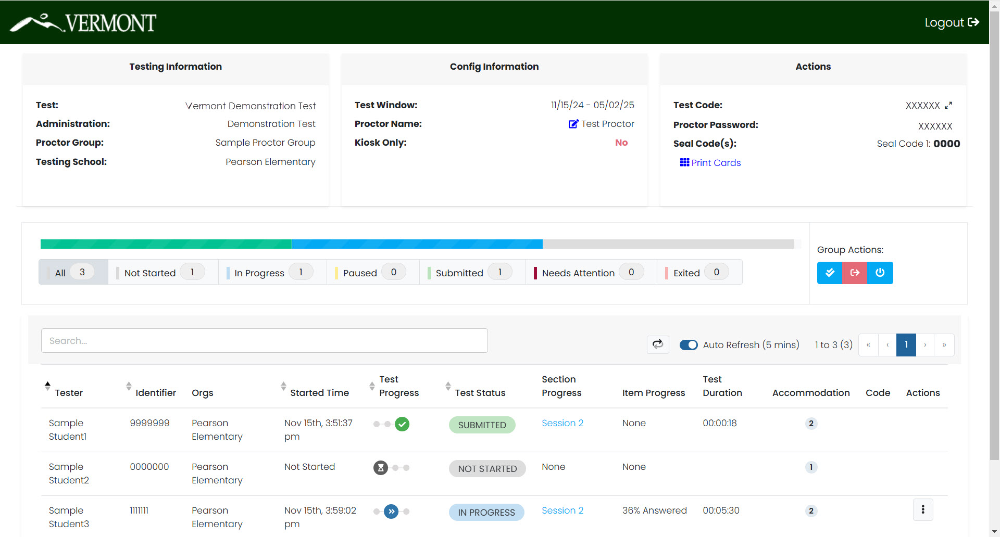 VERMONT
Logout
Testing Information
Test: Vermont Demonstration Test
Administration: Demonstration Test
Proctor Group: Sample Proctor Group
Testing School: Pearson Elementary
Config Information
Test Window: 11/15/24 - 05/02/25
Proctor Name: Test Proctor
Kiosk Only: No
Actions
Test Code: XXXXXX
Proctor Password: XXXXXX
Seal Code(s): Seal Code 1: 0000
Print Cards
All 3 Not Started 1 In Progress 1 Paused 0 Submitted 1 Needs Attention 0 Exited 0
Group Actions:
Search...
Auto Refresh (5 mins) 1 to 3 (3) « ‹ 1 › »
Tester Identifier Orgs Started Time Test Progress Test Status Section Progress Item Progress Test Duration Accommodation Code Actions
Sample 9999999 Pearson Nov 15th, 3:51:37 SUBMITTED Session 2 None 00:00:18 2
Student1 Elementary pm
Sample 0000000 Pearson Not Started NOT STARTED None None 1
Student2 Elementary
Sample 1111111 Pearson Nov 15th, 3:59:02 IN PROGRESS Session 2 36% Answered 00:05:30 2
Student3 Elementary pm